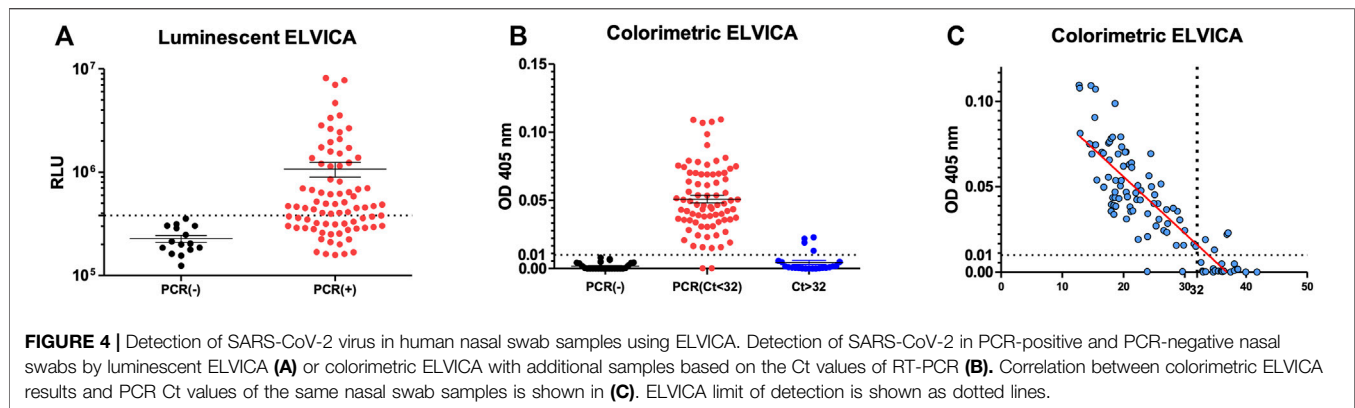 A
Luminescent ELVICA
RLU
10⁷
10⁶
10⁵
PCR(-)
PCR(+)
B
Colorimetric ELVICA
OD 405 nm
0.15
0.10
0.05
0.01
0.00
PCR(-)
PCR(Ct<32)
Ct>32
C
Colorimetric ELVICA
OD 405 nm
0.10
0.05
0.01
0.00
0
10
20
30
32
40
50
FIGURE 4 | Detection of SARS-CoV-2 virus in human nasal swab samples using ELVICA. Detection of SARS-CoV-2 in PCR-positive and PCR-negative nasal
swabs by luminescent ELVICA (A) or colorimetric ELVICA with additional samples based on the Ct values of RT-PCR (B). Correlation between colorimetric ELVICA
results and PCR Ct values of the same nasal swab samples is shown in (C). ELVICA limit of detection is shown as dotted lines.